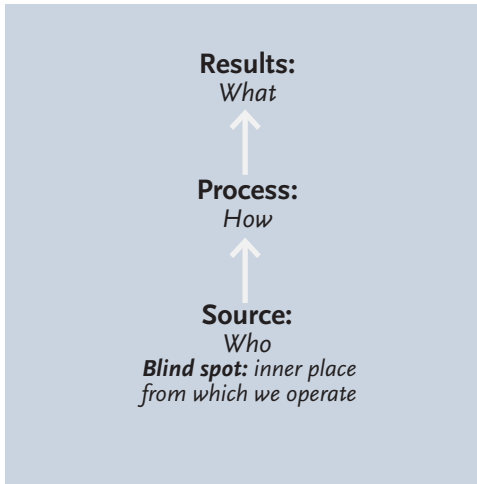 Results:
What
Process:
How
Source:
Who
Blind spot: inner place
from which we operate